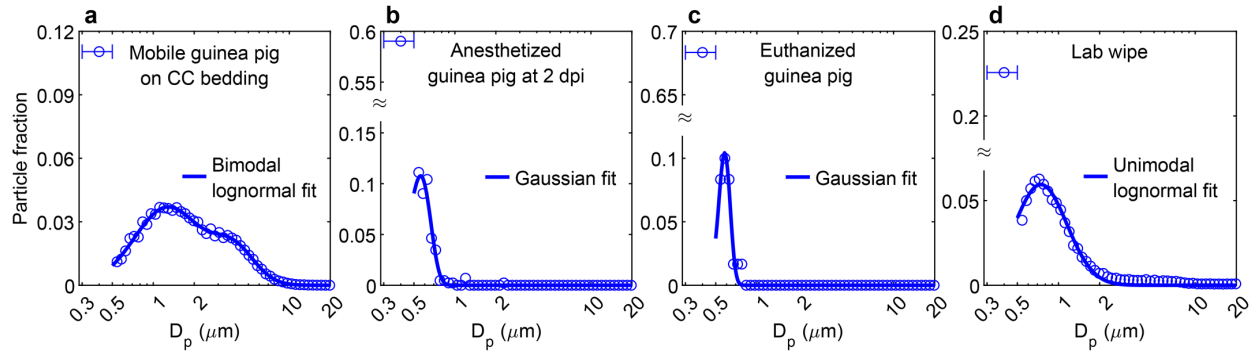 a
0.12
0.09
0.06
0.03
0
Particle fraction
Mobile guinea pig
on CC bedding
Bimodal
lognormal fit
0.3
0.5
1
2
10
20
D_p (μm)
b
0.6
0.55
≈
0.15
0.1
0.05
0
Anesthetized
guinea pig at 2 dpi
Gaussian fit
0.3
0.5
1
2
10
20
D_p (μm)
c
0.7
0.65
≈
0.1
0.05
0
Euthanized
guinea pig
Gaussian fit
0.3
0.5
1
2
10
20
D_p (μm)
d
0.25
0.2
≈
0.05
0
Lab wipe
Unimodal
lognormal fit
0.3
0.5
1
2
10
20
D_p (μm)